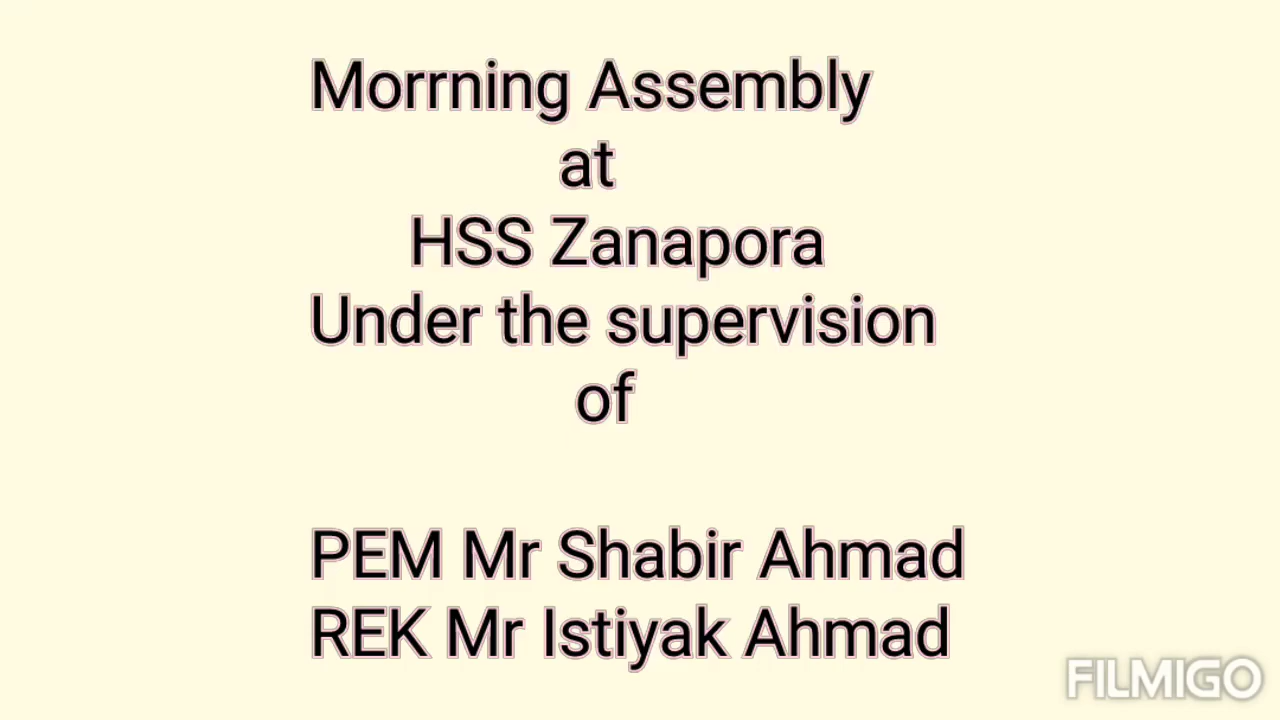 Morrning Assembly
at
HSS Zanapora
Under the supervision
of
PEM Mr Shabir Ahmad
REK Mr Istiyak Ahmad
FILMIGO